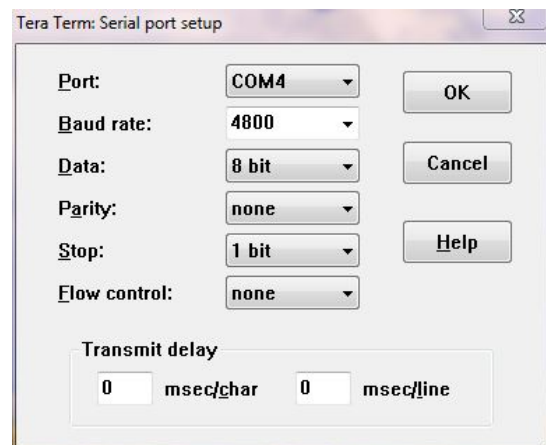 Tera Term: Serial port setup
Port: COM4 OK
Baud rate: 4800
Data: 8 bit Cancel
Parity: none
Stop: 1 bit Help
Flow control: none
Transmit delay
0 msec/char 0 msec/line